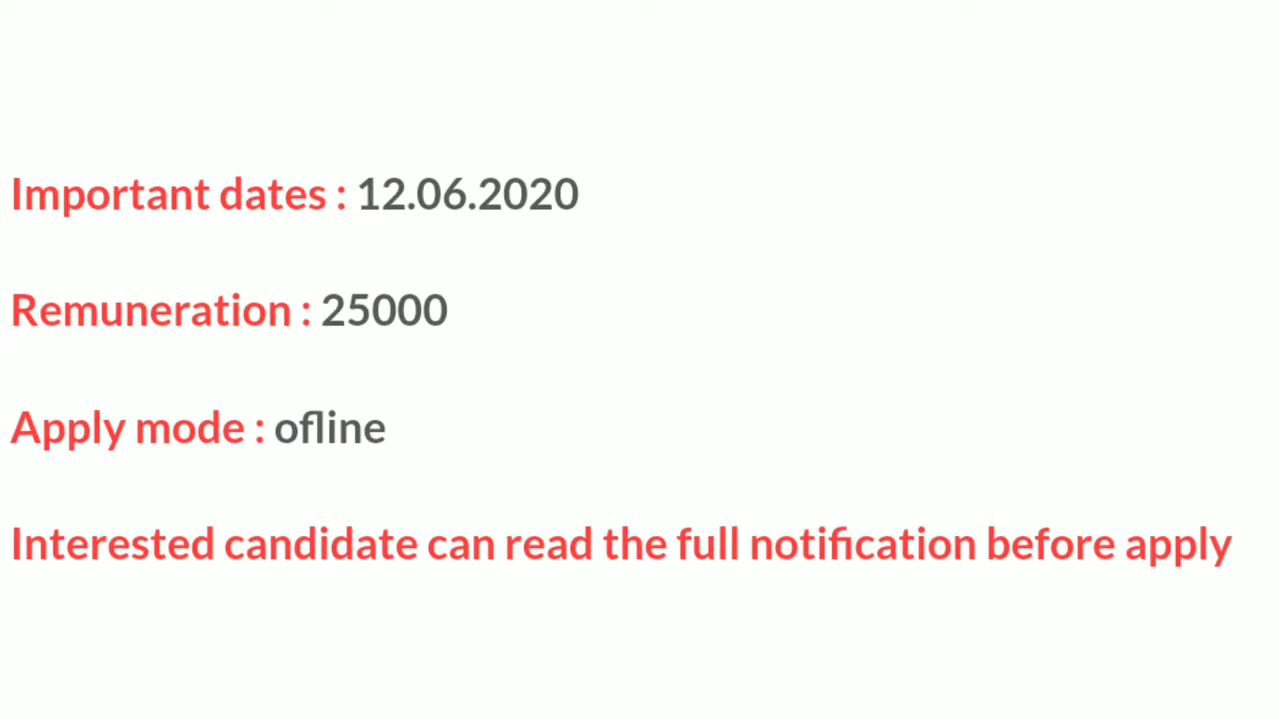 Important dates : 12.06.2020
Remuneration : 25000
Apply mode : ofline
Interested candidate can read the full notification before apply